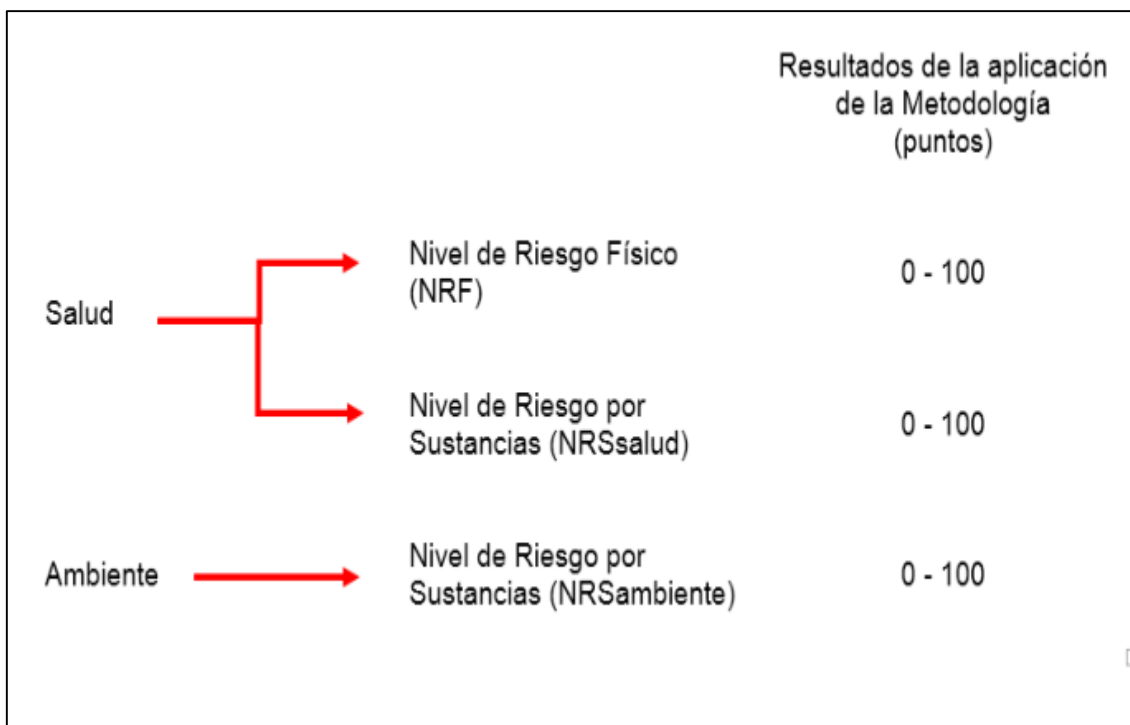 Resultados de la aplicación
de la Metodología
(puntos)
Salud
Nivel de Riesgo Físico
(NRF)
0 - 100
Nivel de Riesgo por
Sustancias (NRSsalud)
0 - 100
Ambiente
Nivel de Riesgo por
Sustancias (NRSambiente)
0 - 100